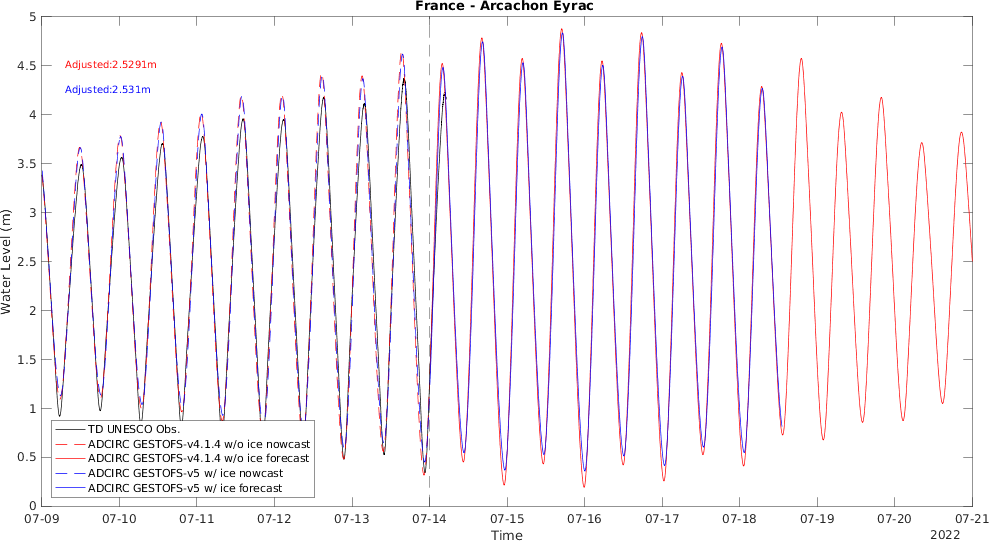 France - Arcachon Eyrac
Adjusted:2.5291m
Adjusted:2.531m
Water Level (m)
5
4.5
4
3.5
3
2.5
2
1.5
1
0.5
0
TD UNESCO Obs.
ADCIRC GESTOFS-v4.1.4 w/o ice nowcast
ADCIRC GESTOFS-v4.1.4 w/o ice forecast
ADCIRC GESTOFS-v5 w/ ice nowcast
ADCIRC GESTOFS-v5 w/ ice forecast
07-09 07-10 07-11 07-12 07-13 07-14 07-15 07-16 07-17 07-18 07-19 07-20 07-21
Time
2022